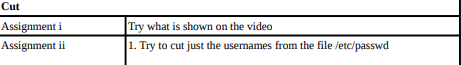 Cut
Assignment i Try what is shown on the video
Assignment ii 1. Try to cut just the usernames from the file /etc/passwd